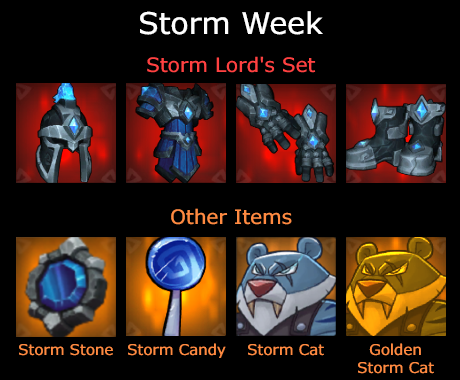 Storm Week
Storm Lord's Set
Other Items
Storm Stone
Storm Candy
Storm Cat
Golden
Storm Cat